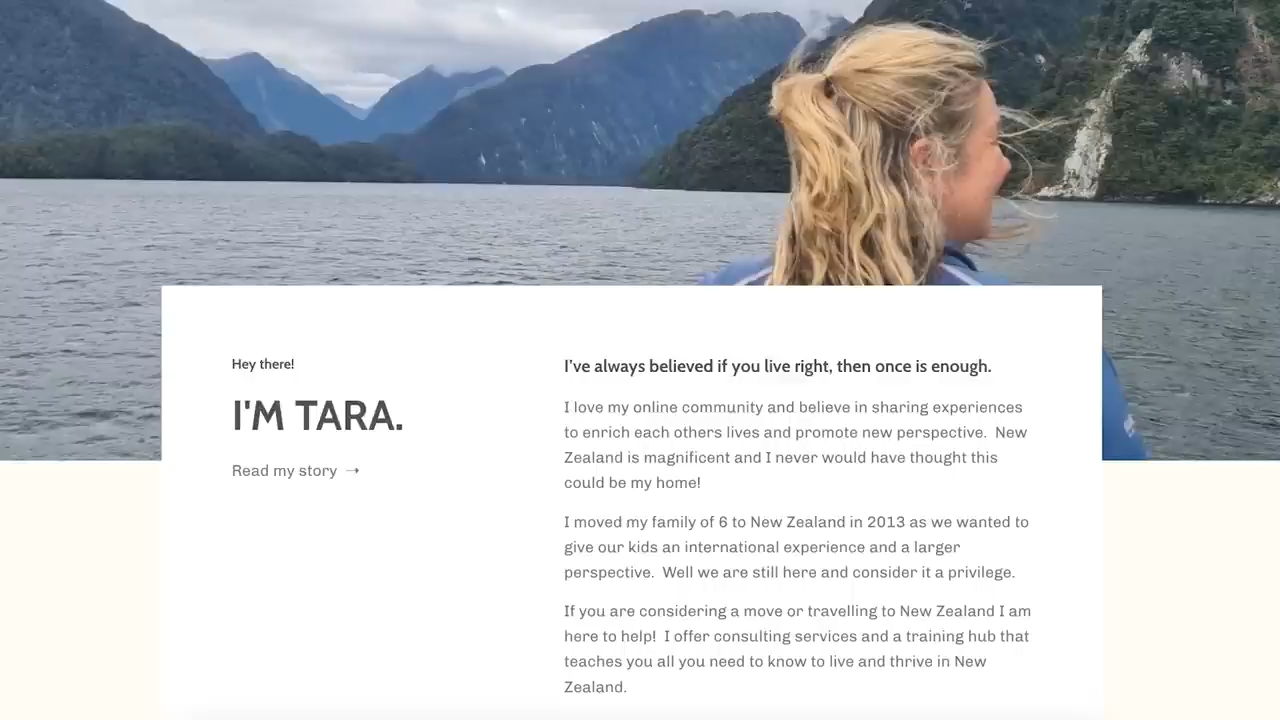 Hey there!
I'M TARA.
Read my story →
I've always believed if you live right, then once is enough.
I love my online community and believe in sharing experiences
to enrich each others lives and promote new perspective.  New
Zealand is magnificent and I never would have thought this
could be my home!
I moved my family of 6 to New Zealand in 2013 as we wanted to
give our kids an international experience and a larger
perspective.  Well we are still here and consider it a privilege.
If you are considering a move or travelling to New Zealand I am
here to help!  I offer consulting services and a training hub that
teaches you all you need to know to live and thrive in New
Zealand.